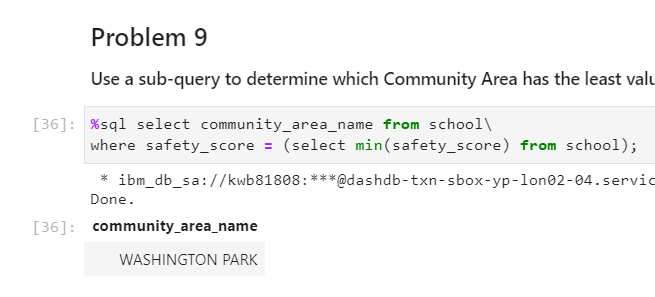 Problem 9
Use a sub-query to determine which Community Area has the least
[36]: %sql select community_area_name from school\
where safety_score = (select min(safety_score) from school);
* ibm_db_sa://kwb81808:***@dashdb-txn-sbox-yp-lon02-04.servic
Done.
[36]: community_area_name
WASHINGTON PARK